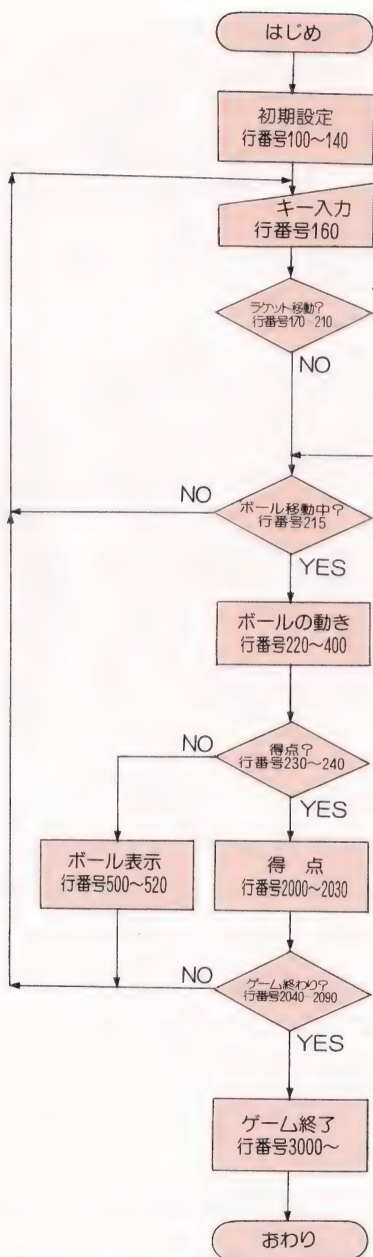 はじめ
初期設定
行番号100～140
キー入力
行番号160
ラケット移動?
行番号170～210
NO
NO
ボール移動中?
行番号215
YES
ボールの動き
行番号220～400
NO
得点?
行番号230～240
YES
ボール表示
行番号500～520
得 点
行番号2000～2030
NO
ゲーム終わり?
行番号2040～2090
YES
ゲーム終了
行番号3000～
おわり